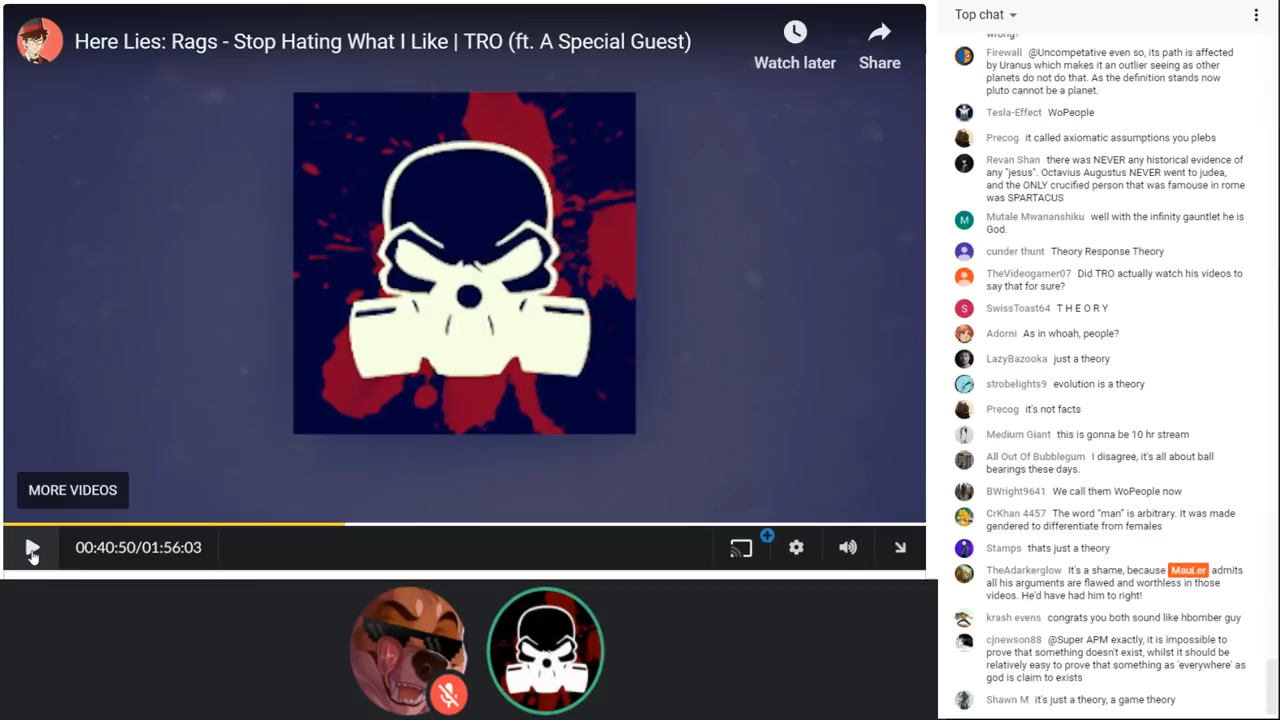 Here Lies: Rags - Stop Hating What I Like | TRO (ft. A Special Guest)
Watch later
Share
MORE VIDEOS
00:40:50/01:56:03
Top chat
wrong?
Firewall @Uncompetative even so, its path is affected
by Uranus which makes it an outlier seeing as other
planets do not do that. As the definition stands now
pluto cannot be a planet.
Tesla-Effect WoPeople
Precog it called axiomatic assumptions you plebs
Revan Shan there was NEVER any historical evidence of
any "jesus". Octavius Augustus NEVER went to judea,
and the ONLY crucified person that was famouse in rome
was SPARTACUS
M
Mutale Mwananshiku well with the infinity gauntlet he is
God.
cunder thunt Theory Response Theory
TheVideogamer07 Did TRO actually watch his videos to
say that for sure?
S
SwissToast64 T H E O R Y
Adorni As in whoah, people?
LazyBazooka just a theory
strobelights9 evolution is a theory
Precog it's not facts
Medium Giant this is gonna be 10 hr stream
All Out Of Bubblegum I disagree, it's all about ball
bearings these days.
BWright9641 We call them WoPeople now
CrKhan 4457 The word "man" is arbitrary. It was made
gendered to differentiate from females
Stamps thats just a theory
TheAdarkerglow It's a shame, because MauLer admits
all his arguments are flawed and worthless in those
videos. He'd have had him to right!
krash evens congrats you both sound like hbomber guy
cjnewson88 @Super APM exactly, it is impossible to
prove that something doesn't exist, whilst it should be
relatively easy to prove that something as 'everywhere' as
god is claim to exists
Shawn M it's just a theory, a game theory